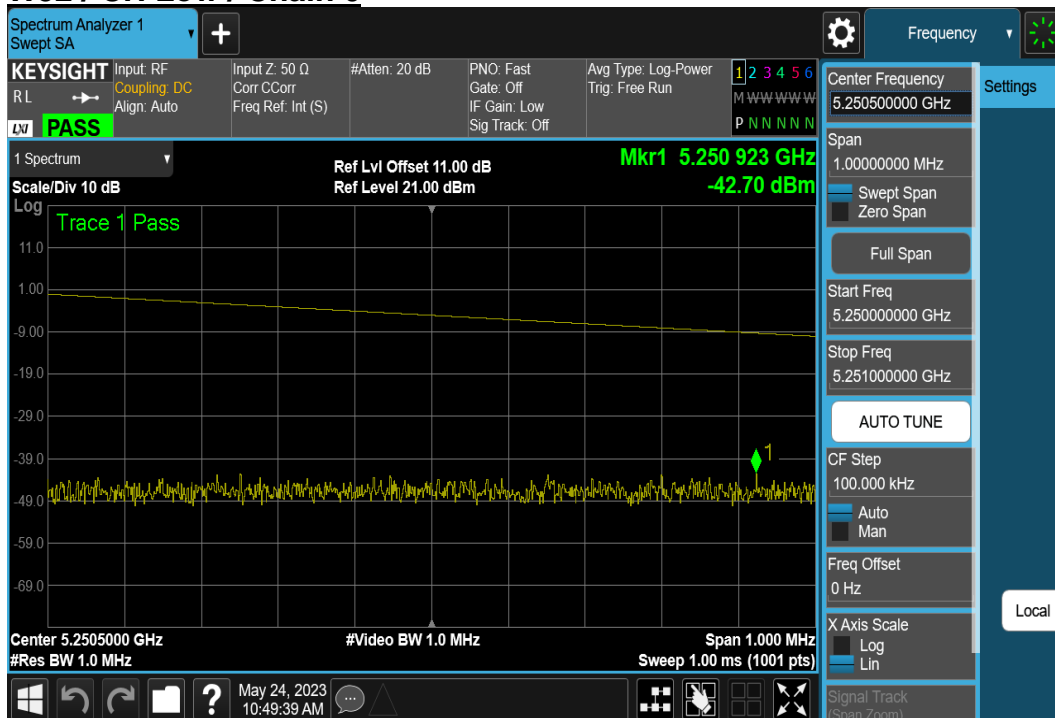 Spectrum Analyzer 1
Swept SA
+
Frequency
KEYSIGHT
RL
LXI
PASS
Input: RF
Coupling: DC
Align: Auto
Input Z: 50 Ω
Corr CCorr
Freq Ref: Int (S)
#Atten: 20 dB
PNO: Fast
Gate: Off
IF Gain: Low
Sig Track: Off
Avg Type: Log-Power
Trig: Free Run
1 2 3 4 5 6
M W W W W W
P N N N N N
1 Spectrum
Scale/Div 10 dB
Ref Lvl Offset 11.00 dB
Ref Level 21.00 dBm
Mkr1 5.250 923 GHz
-42.70 dBm
Log
Trace 1 Pass
11.0
1.00
-9.00
-19.0
-29.0
-39.0
-49.0
-59.0
-69.0
1
Center 5.2505000 GHz
#Res BW 1.0 MHz
#Video BW 1.0 MHz
Span 1.000 MHz
Sweep 1.00 ms (1001 pts)
Center Frequency
5.250500000 GHz
Settings
Span
1.00000000 MHz
Swept Span
Zero Span
Full Span
Start Freq
5.250000000 GHz
Stop Freq
5.251000000 GHz
AUTO TUNE
CF Step
100.000 kHz
Auto
Man
Freq Offset
0 Hz
X Axis Scale
Log
Lin
Local
Signal Track
(Span Zoom)
?
May 24, 2023
10:49:39 AM